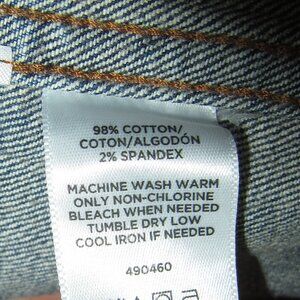 98% COTTON/
COTON/ALGODÓN
2% SPANDEX
MACHINE WASH WARM
ONLY NON-CHLORINE
BLEACH WHEN NEEDED
TUMBLE DRY LOW
COOL IRON IF NEEDED
490460